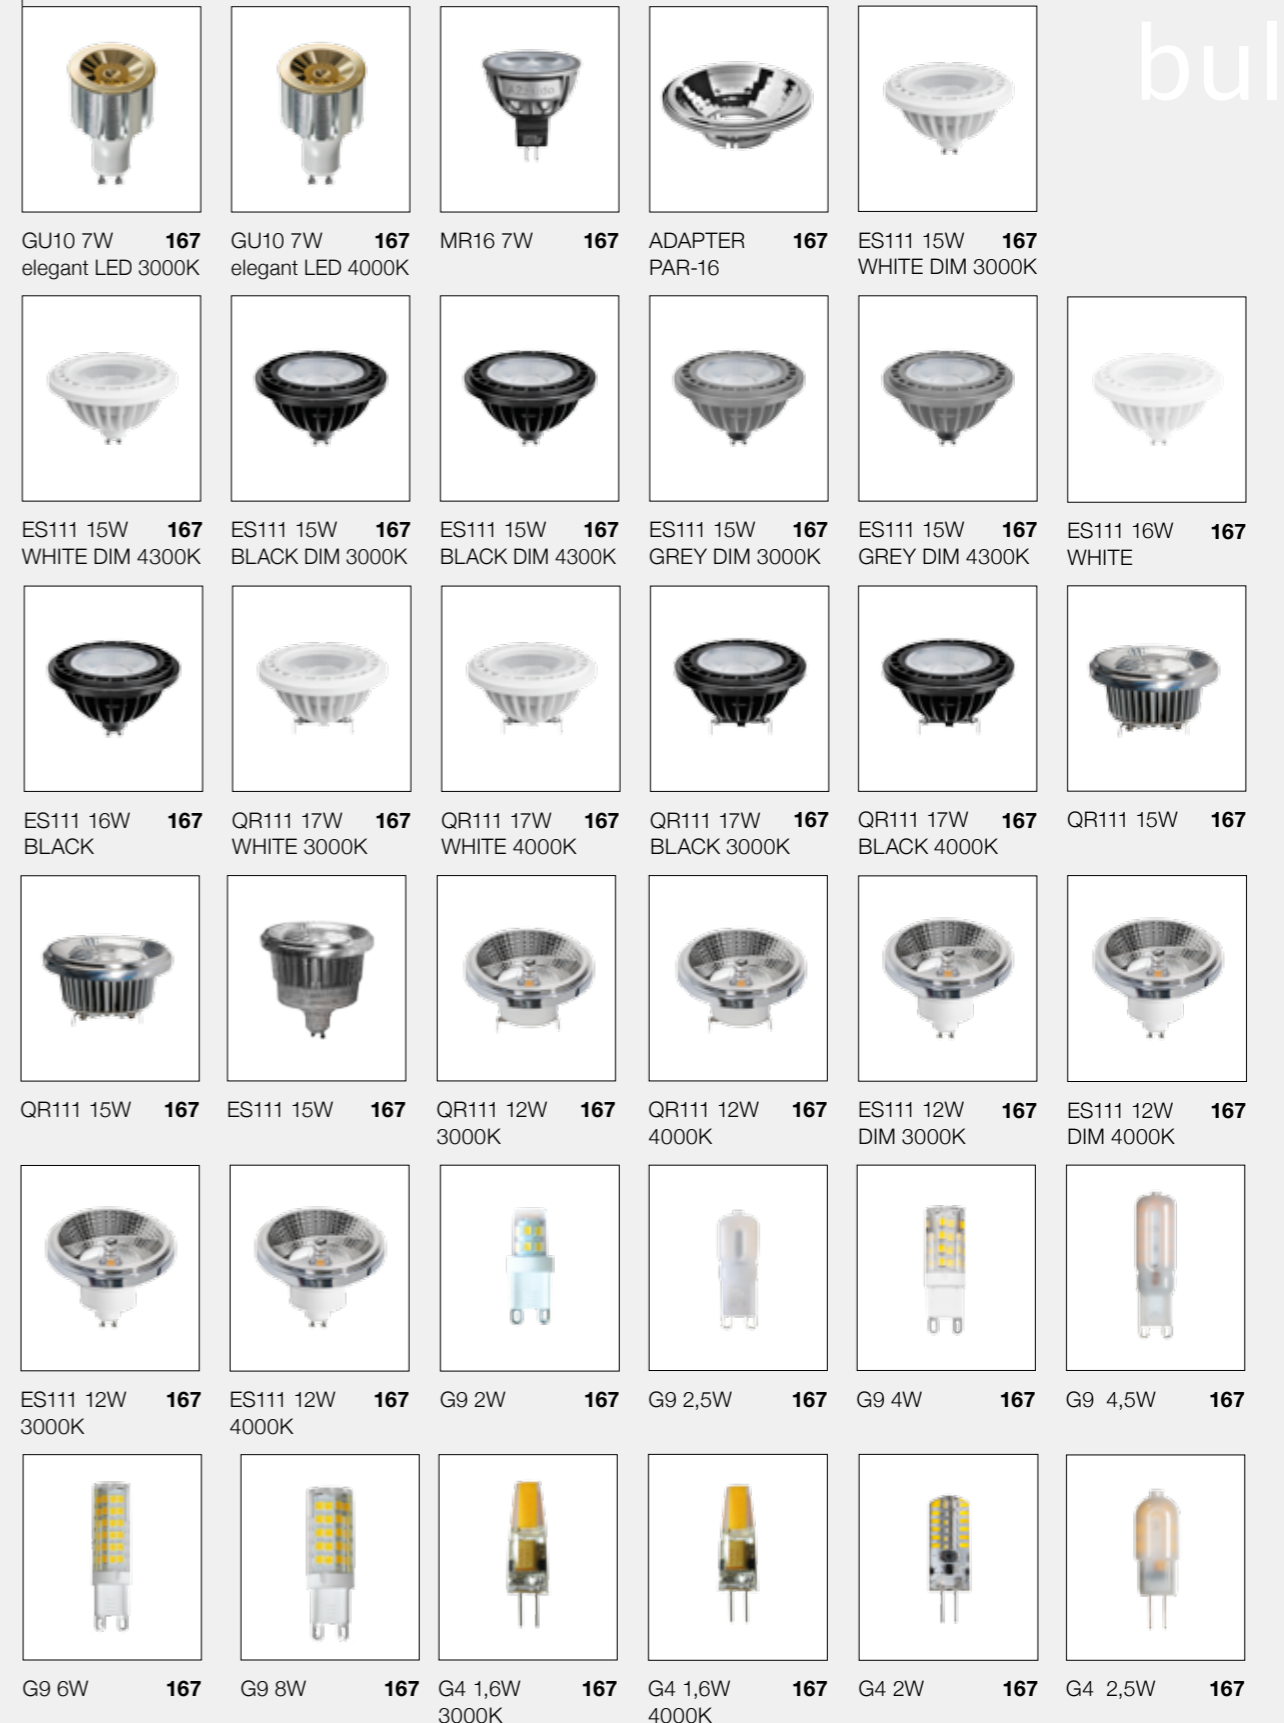 bul
GU10 7W 167
elegant LED 3000K
GU10 7W 167
elegant LED 4000K
MR16 7W 167
ADAPTER 167
PAR-16
ES111 15W 167
WHITE DIM 3000K
ES111 15W 167
WHITE DIM 4300K
ES111 15W 167
BLACK DIM 3000K
ES111 15W 167
BLACK DIM 4300K
ES111 15W 167
GREY DIM 3000K
ES111 15W 167
GREY DIM 4300K
ES111 16W 167
WHITE
ES111 16W 167
BLACK
QR111 17W 167
WHITE 3000K
QR111 17W 167
WHITE 4000K
QR111 17W 167
BLACK 3000K
QR111 17W 167
BLACK 4000K
QR111 15W 167
QR111 15W 167
ES111 15W 167
QR111 12W 167
3000K
QR111 12W 167
4000K
ES111 12W 167
DIM 3000K
ES111 12W 167
DIM 4000K
ES111 12W 167
3000K
ES111 12W 167
4000K
G9 2W 167
G9 2,5W 167
G9 4W 167
G9 4,5W 167
G9 6W 167
G9 8W 167
G4 1,6W 167
3000K
G4 1,6W 167
4000K
G4 2W 167
G4 2,5W 167